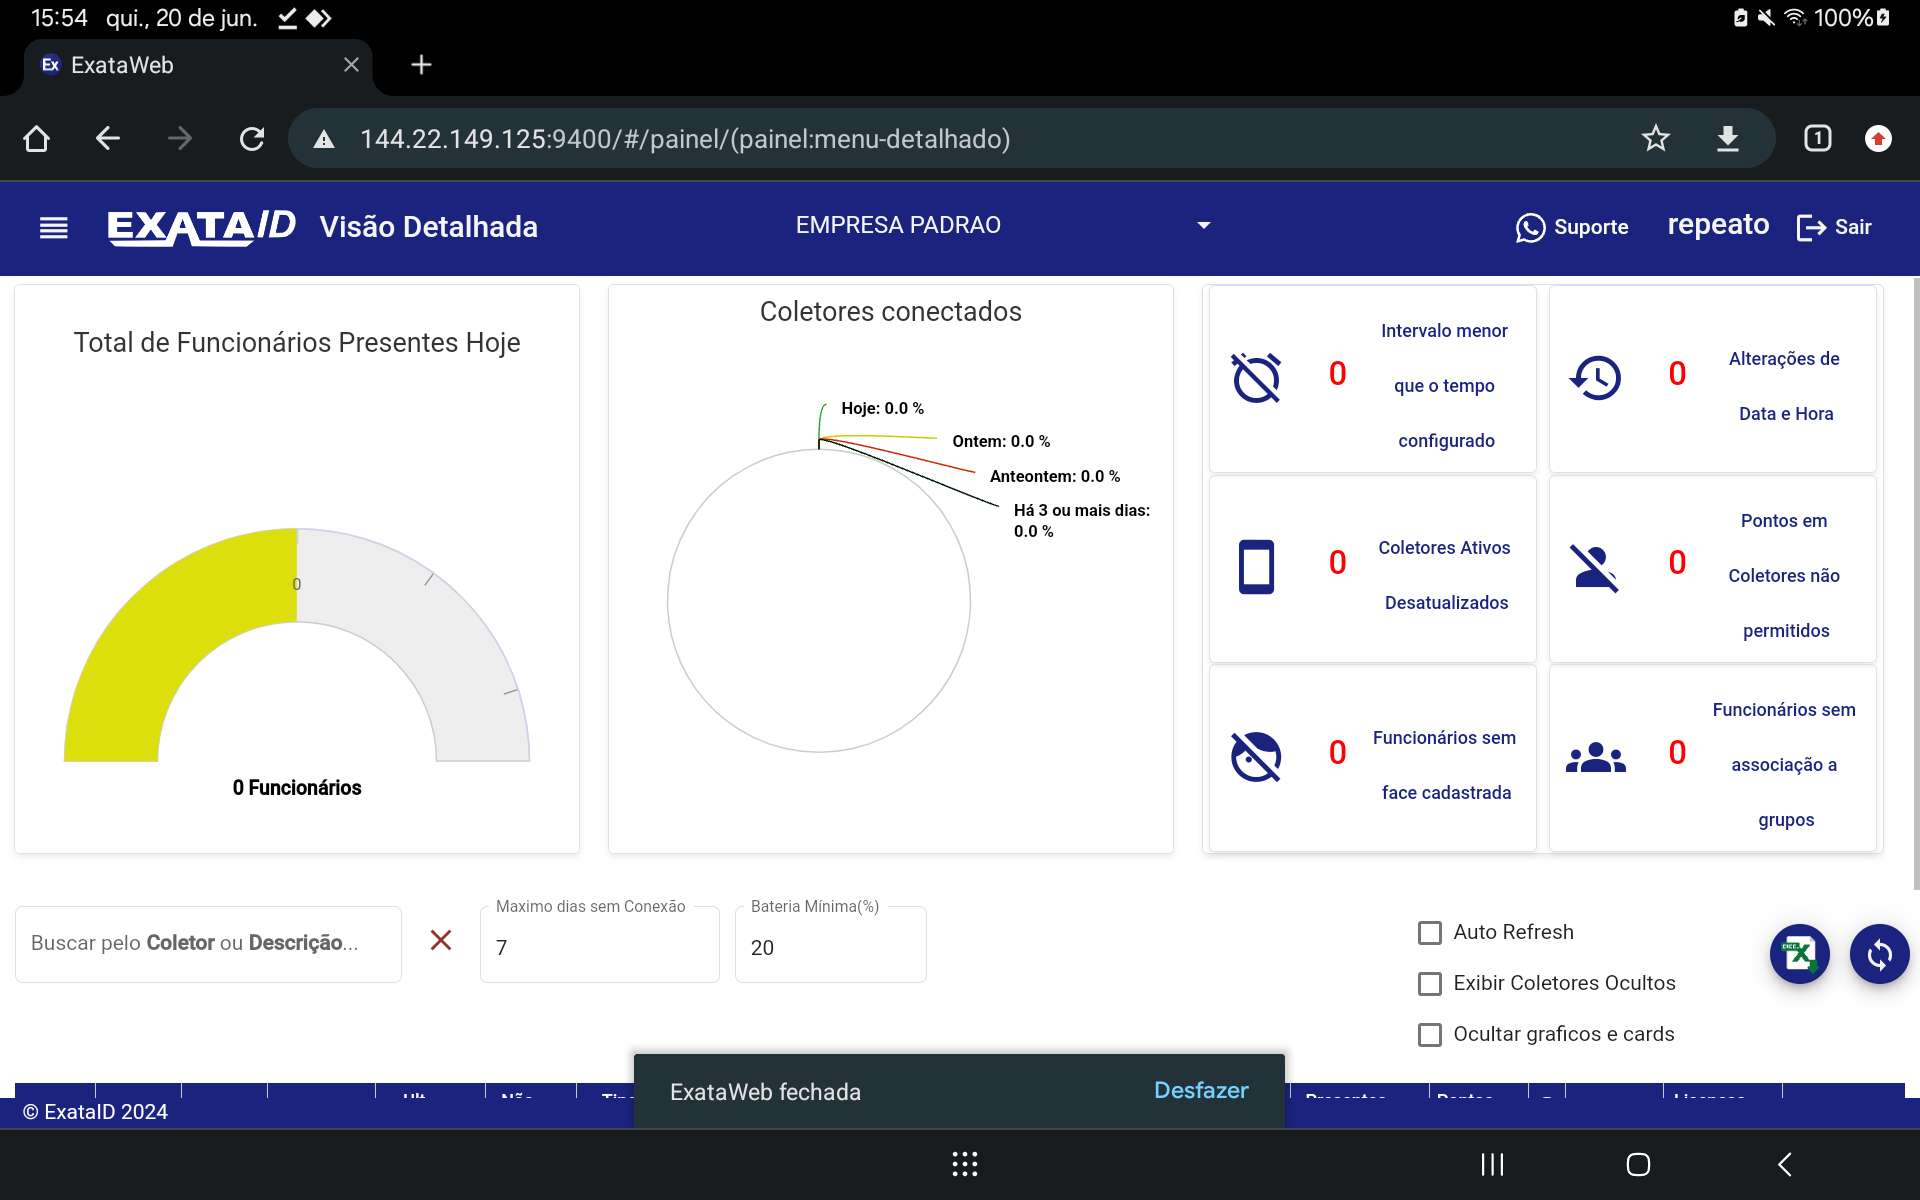 15:54 qui., 20 de jun.
100%
Ex ExataWeb
144.22.149.125:9400/#/painel/(painel:menu-detalhado)
1
EXATAID Visão Detalhada
EMPRESA PADRAO
Suporte
repeato
Sair
Total de Funcionários Presentes Hoje
0
0 Funcionários
Coletores conectados
Hoje: 0.0 %
Ontem: 0.0 %
Anteontem: 0.0 %
Há 3 ou mais dias:
0.0 %
0
Intervalo menor
que o tempo
configurado
0
Alterações de
Data e Hora
0
Coletores Ativos
Desatualizados
0
Pontos em
Coletores não
permitidos
0
Funcionários sem
face cadastrada
0
Funcionários sem
associação a
grupos
Buscar pelo Coletor ou Descrição...
Maximo dias sem Conexão
7
Bateria Mínima(%)
20
Auto Refresh
Exibir Coletores Ocultos
Ocultar graficos e cards
ExataWeb fechada
Desfazer
© ExataID 2024